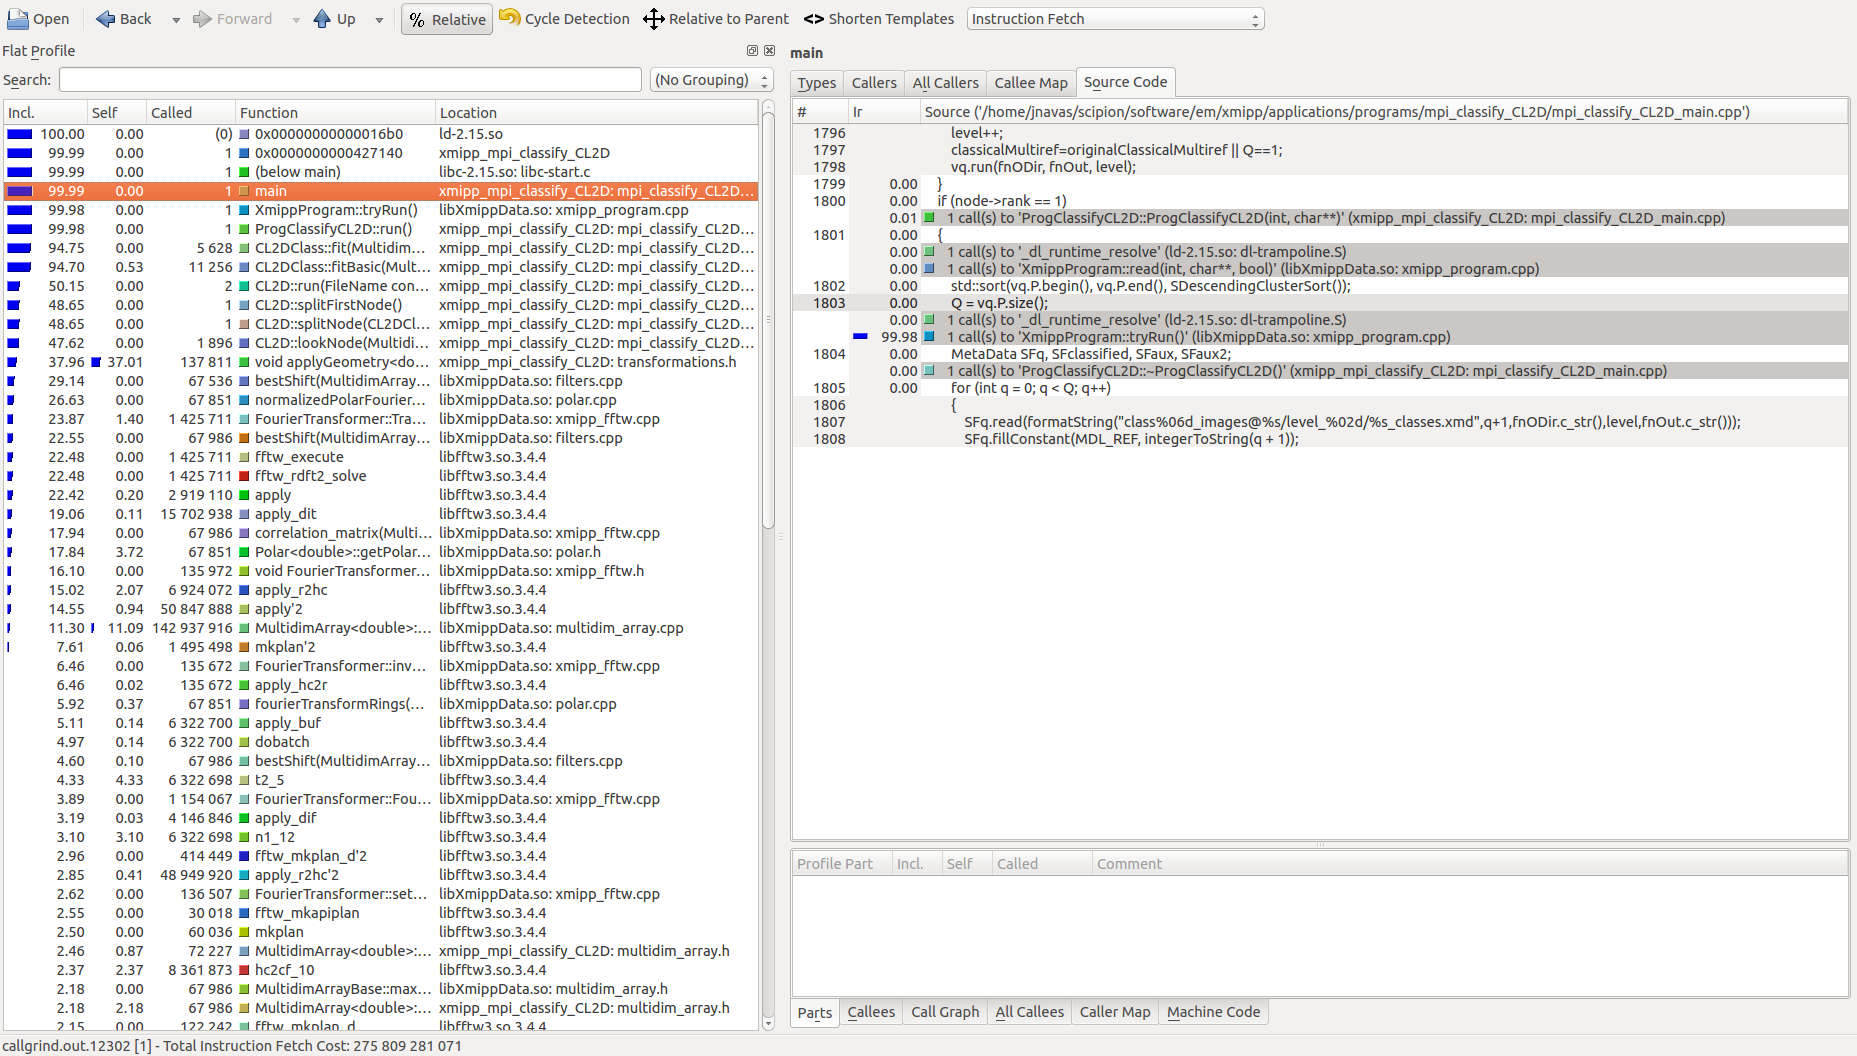 Open Back Forward Up % Relative Cycle Detection Relative to Parent <> Shorten Templates Instruction Fetch
Flat Profile
Search: (No Grouping)
Incl. Self Called Function Location
100.00 0.00 (0) 0x00000000000016b0 ld-2.15.so
99.99 0.00 1 0x0000000000427140 xmipp_mpi_classify_CL2D
99.99 0.00 1 (below main) libc-2.15.so: libc-start.c
99.99 0.00 1 main xmipp_mpi_classify_CL2D: mpi_classify_CL2D...
99.98 0.00 1 XmippProgram::tryRun() libXmippData.so: xmipp_program.cpp
99.98 0.00 1 ProgClassifyCL2D::run() xmipp_mpi_classify_CL2D: mpi_classify_CL2D...
94.75 0.00 5 628 CL2DClass::fit(Multidim... xmipp_mpi_classify_CL2D: mpi_classify_CL2D...
94.70 0.53 11 256 CL2DClass::fitBasic(Mult... xmipp_mpi_classify_CL2D: mpi_classify_CL2D...
50.15 0.00 2 CL2D::run(FileName con... xmipp_mpi_classify_CL2D: mpi_classify_CL2D...
48.65 0.00 1 CL2D::splitFirstNode() xmipp_mpi_classify_CL2D: mpi_classify_CL2D...
48.65 0.00 1 CL2D::splitNode(CL2DCl... xmipp_mpi_classify_CL2D: mpi_classify_CL2D...
47.62 0.00 1 896 CL2D::lookNode(Multidi... xmipp_mpi_classify_CL2D: mpi_classify_CL2D...
37.96 37.01 137 811 void applyGeometry<do... xmipp_mpi_classify_CL2D: transformations.h
29.14 0.00 67 536 bestShift(MultidimArray... libXmippData.so: filters.cpp
26.63 0.00 67 851 normalizedPolarFourier... libXmippData.so: polar.cpp
23.87 1.40 1 425 711 FourierTransformer::Tra... libXmippData.so: xmipp_fftw.cpp
22.55 0.00 67 986 bestShift(MultidimArray... libXmippData.so: filters.cpp
22.48 0.00 1 425 711 fftw_execute libfftw3.so.3.4.4
22.48 0.00 1 425 711 fftw_rdft2_solve libfftw3.so.3.4.4
22.42 0.20 2 919 110 apply libfftw3.so.3.4.4
19.06 0.11 15 702 938 apply_dit libfftw3.so.3.4.4
17.94 0.00 67 986 correlation_matrix(Multi... libXmippData.so: xmipp_fftw.cpp
17.84 3.72 67 851 Polar<double>::getPolar... libXmippData.so: polar.h
16.10 0.00 135 972 void FourierTransformer... libXmippData.so: xmipp_fftw.h
15.02 2.07 6 924 072 apply_r2hc libfftw3.so.3.4.4
14.55 0.94 50 847 888 apply'2 libfftw3.so.3.4.4
11.30 11.09 142 937 916 MultidimArray<double>:... libXmippData.so: multidim_array.cpp
7.61 0.06 1 495 498 mkplan'2 libfftw3.so.3.4.4
6.46 0.00 135 672 FourierTransformer::inv... libXmippData.so: xmipp_fftw.cpp
6.46 0.02 135 672 apply_hc2r libfftw3.so.3.4.4
5.92 0.37 67 851 fourierTransformRings(... libXmippData.so: polar.cpp
5.11 0.14 6 322 700 apply_buf libfftw3.so.3.4.4
4.97 0.14 6 322 700 dobatch libfftw3.so.3.4.4
4.60 0.10 67 986 bestShift(MultidimArray... libXmippData.so: filters.cpp
4.33 4.33 6 322 698 t2_5 libfftw3.so.3.4.4
3.89 0.00 1 154 067 FourierTransformer::Fou... libXmippData.so: xmipp_fftw.cpp
3.19 0.03 4 146 846 apply_dif libfftw3.so.3.4.4
3.10 3.10 6 322 698 n1_12 libfftw3.so.3.4.4
2.96 0.00 414 449 fftw_mkplan_d'2 libfftw3.so.3.4.4
2.85 0.41 48 949 920 apply_r2hc'2 libfftw3.so.3.4.4
2.62 0.00 136 507 FourierTransformer::set... libXmippData.so: xmipp_fftw.cpp
2.55 0.00 30 018 fftw_mkapiplan libfftw3.so.3.4.4
2.50 0.00 60 036 mkplan libfftw3.so.3.4.4
2.46 0.87 72 227 MultidimArray<double>:... xmipp_mpi_classify_CL2D: multidim_array.h
2.37 2.37 8 361 873 hc2cf_10 libfftw3.so.3.4.4
2.18 0.00 67 986 MultidimArrayBase::max... libXmippData.so: multidim_array.h
2.18 2.18 67 986 MultidimArray<double>:... xmipp_mpi_classify_CL2D: multidim_array.h
2.15 0.00 122 242 fftw_mkplan_d libfftw3.so.3.4.4
main
Types Callers All Callers Callee Map Source Code
# Ir Source ('/home/jnavas/scipion/software/em/xmipp/applications/programs/mpi_classify_CL2D/mpi_classify_CL2D_main.cpp')
1796 level++;
1797 classicalMultiref=originalClassicalMultiref || Q==1;
1798 vq.run(fnODir, fnOut, level);
1799 0.00 }
1800 0.00 if (node->rank == 1)
0.01 1 call(s) to 'ProgClassifyCL2D::ProgClassifyCL2D(int, char**)' (xmipp_mpi_classify_CL2D: mpi_classify_CL2D_main.cpp)
1801 0.00 {
0.00 1 call(s) to '_dl_runtime_resolve' (ld-2.15.so: dl-trampoline.S)
0.00 1 call(s) to 'XmippProgram::read(int, char**, bool)' (libXmippData.so: xmipp_program.cpp)
1802 0.00 std::sort(vq.P.begin(), vq.P.end(), SDescendingClusterSort());
1803 0.00 Q = vq.P.size();
0.00 1 call(s) to '_dl_runtime_resolve' (ld-2.15.so: dl-trampoline.S)
99.98 1 call(s) to 'XmippProgram::tryRun()' (libXmippData.so: xmipp_program.cpp)
1804 0.00 MetaData SFq, SFclassified, SFaux, SFaux2;
0.00 1 call(s) to 'ProgClassifyCL2D::~ProgClassifyCL2D()' (xmipp_mpi_classify_CL2D: mpi_classify_CL2D_main.cpp)
1805 0.00 for (int q = 0; q < Q; q++)
1806 {
1807 SFq.read(formatString("class%06d_images@%s/level_%02d/%s_classes.xmd",q+1,fnODir.c_str(),level,fnOut.c_str()));
1808 SFq.fillConstant(MDL_REF, integerToString(q + 1));
Profile Part Incl. Self Called Comment
Parts Callees Call Graph All Callees Caller Map Machine Code
callgrind.out.12302 [1] - Total Instruction Fetch Cost: 275 809 281 071